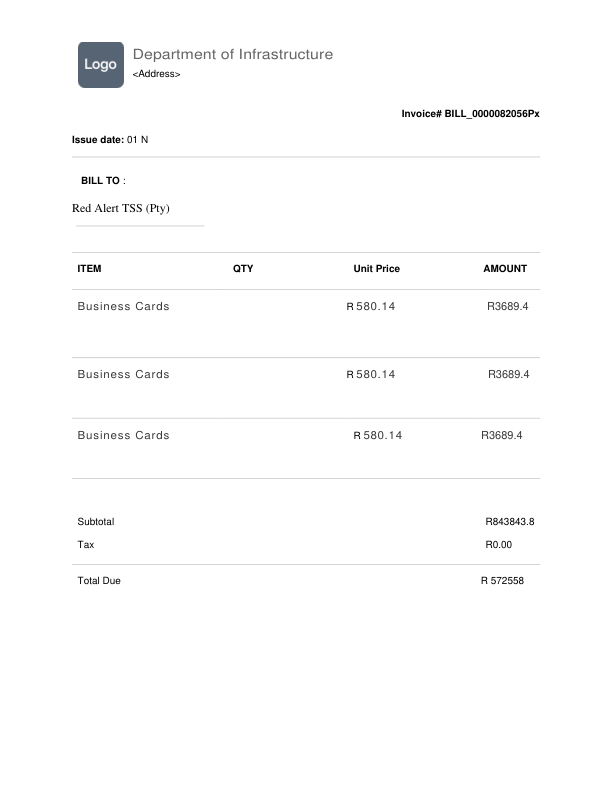 Logo
Department of Infrastructure
<Address>
Invoice# BILL_0000082056Px
Issue date: 01 N
BILL TO :
Red Alert TSS (Pty)
ITEM QTY Unit Price AMOUNT
Business Cards R 580.14 R3689.4
Business Cards R 580.14 R3689.4
Business Cards R 580.14 R3689.4
Subtotal R843843.8
Tax R0.00
Total Due R 572558